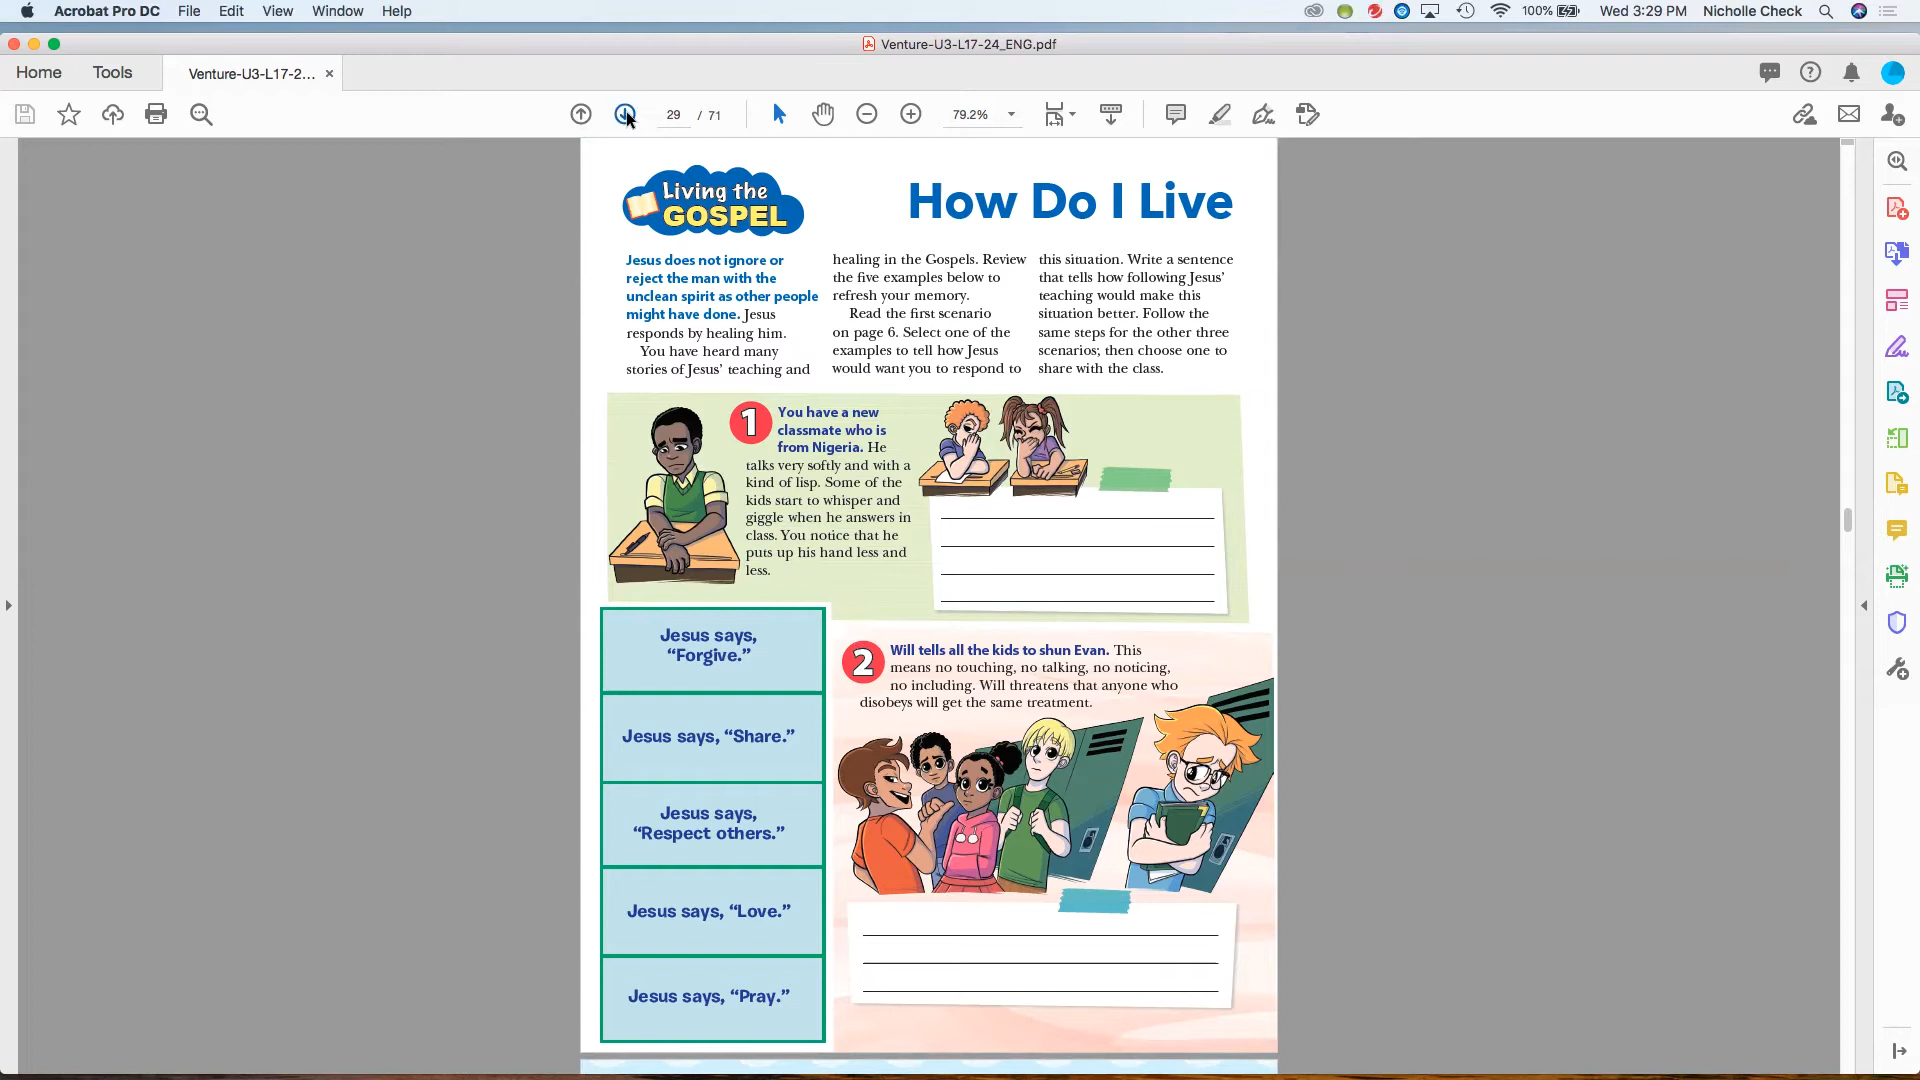 Acrobat Pro DC File Edit View Window Help
100% Wed 3:29 PM Nicholle Check
Venture-U3-L17-24_ENG.pdf
Home Tools Venture-U3-L17-2... ×
29 / 71 79.2%
Living the
GOSPEL
How Do I Live
Jesus does not ignore or
reject the man with the
unclean spirit as other people
might have done. Jesus
responds by healing him.
You have heard many
stories of Jesus’ teaching and
healing in the Gospels. Review
the five examples below to
refresh your memory.
Read the first scenario
on page 6. Select one of the
examples to tell how Jesus
would want you to respond to
this situation. Write a sentence
that tells how following Jesus’
teaching would make this
situation better. Follow the
same steps for the other three
scenarios; then choose one to
share with the class.
1
You have a new
classmate who is
from Nigeria. He
talks very softly and with a
kind of lisp. Some of the
kids start to whisper and
giggle when he answers in
class. You notice that he
puts up his hand less and
less.
Jesus says,
“Forgive.”
Jesus says, “Share.”
Jesus says,
“Respect others.”
Jesus says, “Love.”
Jesus says, “Pray.”
2
Will tells all the kids to shun Evan. This
means no touching, no talking, no noticing,
no including. Will threatens that anyone who
disobeys will get the same treatment.